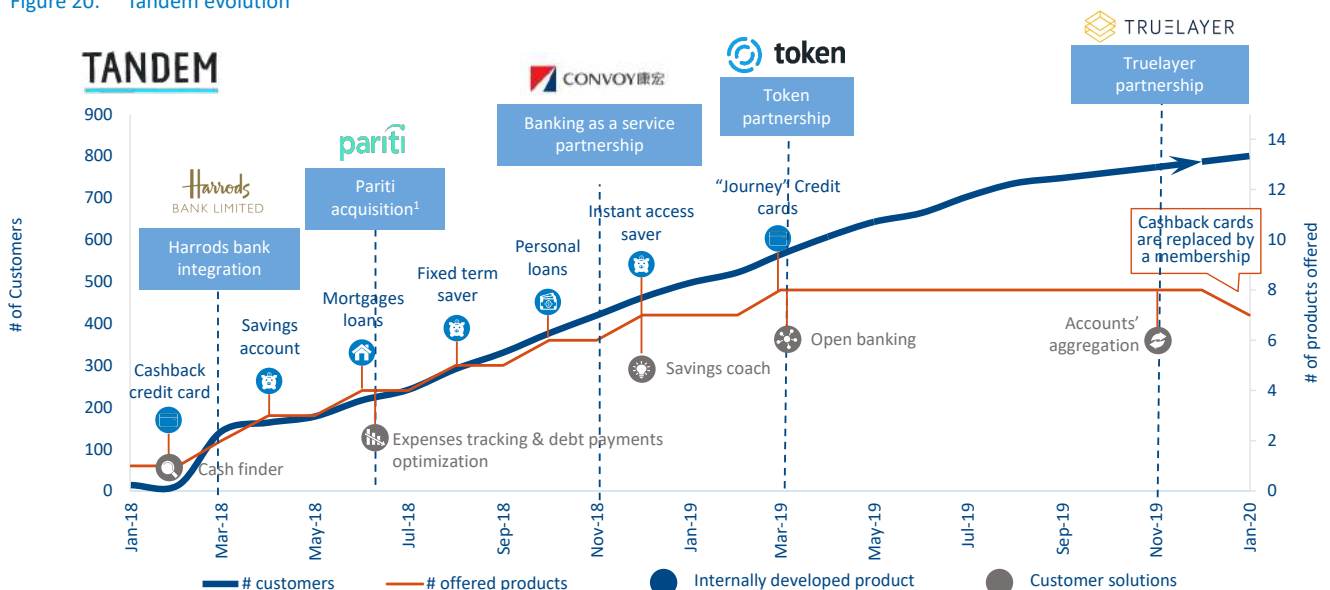 Figure 20. Tandem evolution
TANDEM
Harrods
BANK LIMITED
Harrods bank
integration
pariti
Pariti
acquisition1
CONVOY康宏
Banking as a service
partnership
token
Token
partnership
TRUELAYER
Truelayer
partnership
# of Customers
900
800
700
600
500
400
300
200
100
0
# of products offered
14
12
10
8
6
4
2
0
Cashback
credit card
Cash finder
Savings
account
Mortgages
loans
Expenses tracking & debt payments
optimization
Fixed term
saver
Personal
loans
Instant access
saver
Savings coach
"Journey" Credit
cards
Open banking
Accounts'
aggregation
Cashback cards
are replaced by
a membership
Jan-18
Mar-18
May-18
Jul-18
Sep-18
Nov-18
Jan-19
Mar-19
May-19
Jul-19
Sep-19
Nov-19
Jan-20
# customers
# offered products
Internally developed product
Customer solutions